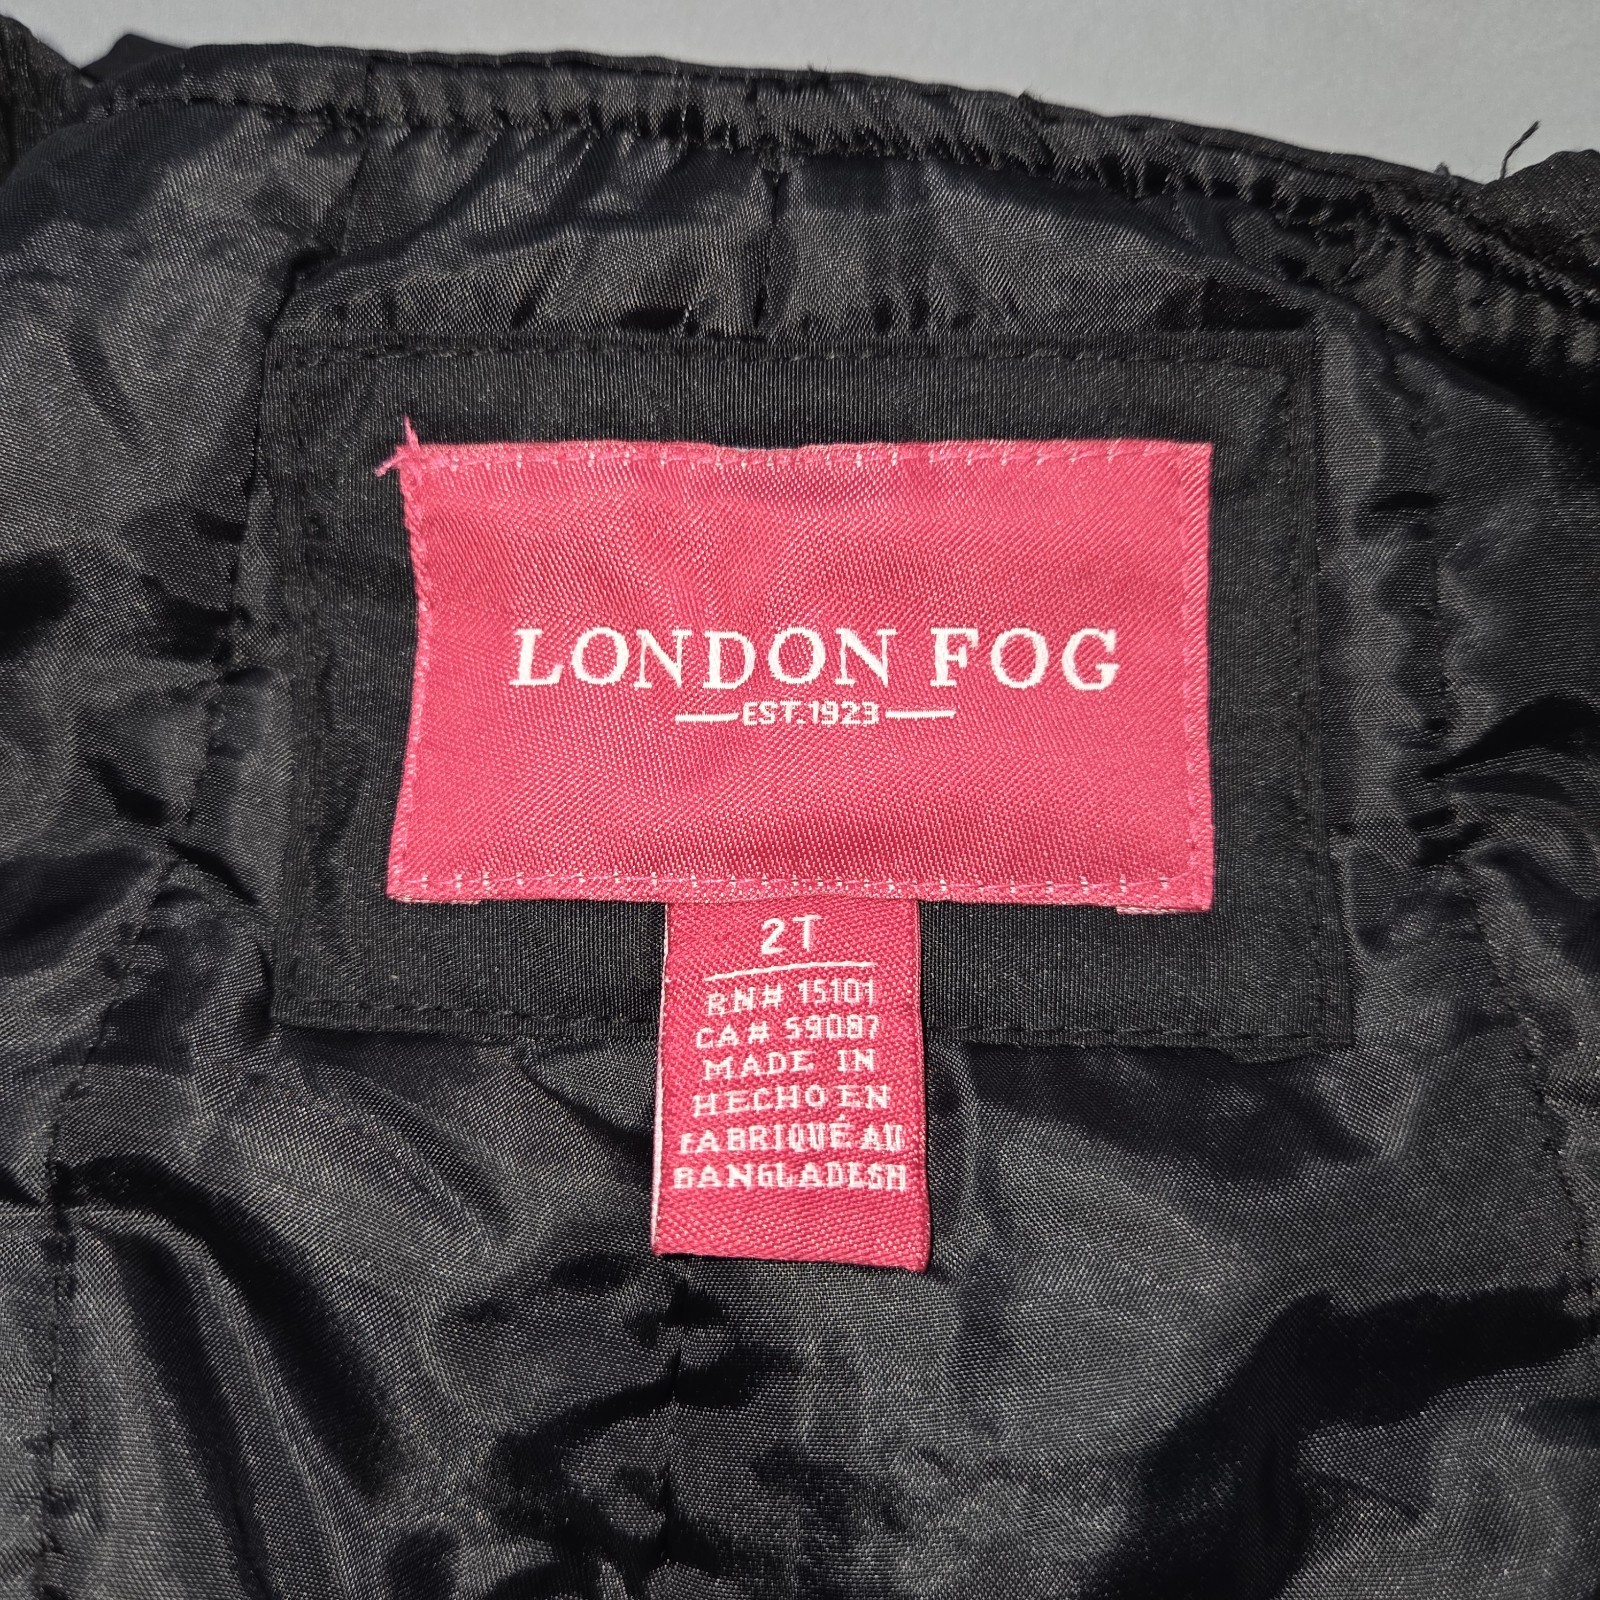 LONDON FOG
EST. 1923
2T
RN# 15101
CA# 59087
MADE IN
HECHO EN
FABRIQUÉ AU
BANGLADESH